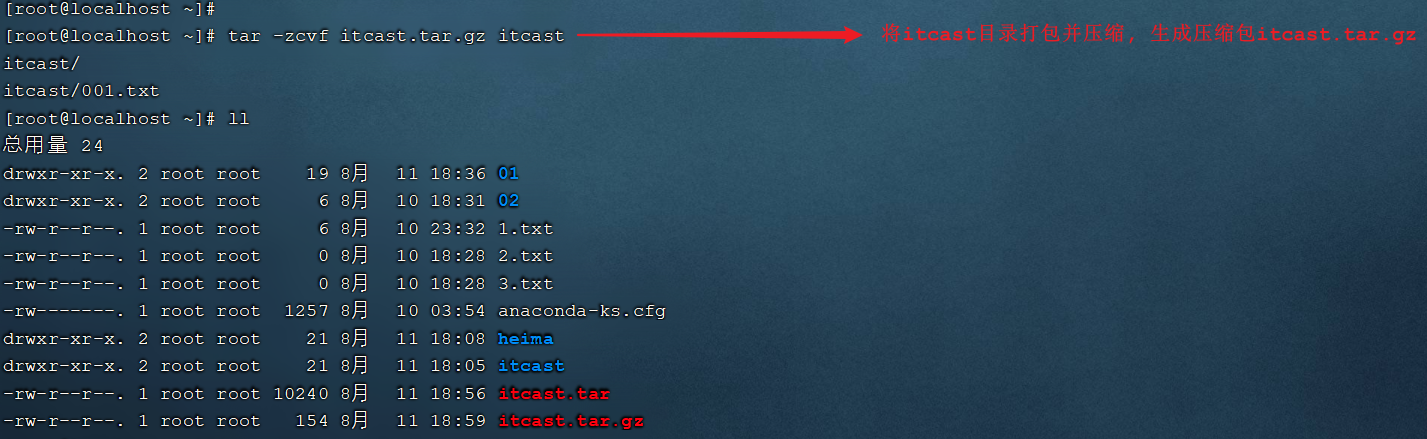 [root@localhost ~]#
[root@localhost ~]# tar -zcvf itcast.tar.gz itcast 将itcast目录打包并压缩, 生成压缩包itcast.tar.gz
itcast/
itcast/001.txt
[root@localhost ~]# ll
总用量 24
drwxr-xr-x. 2 root root 19 8月 11 18:36 01
drwxr-xr-x. 2 root root 6 8月 10 18:31 02
-rw-r--r--. 1 root root 6 8月 10 23:32 1.txt
-rw-r--r--. 1 root root 0 8月 10 18:28 2.txt
-rw-r--r--. 1 root root 0 8月 10 18:28 3.txt
-rw-------. 1 root root 1257 8月 10 03:54 anaconda-ks.cfg
drwxr-xr-x. 2 root root 21 8月 11 18:08 heima
drwxr-xr-x. 2 root root 21 8月 11 18:05 itcast
-rw-r--r--. 1 root root 10240 8月 11 18:56 itcast.tar
-rw-r--r--. 1 root root 154 8月 11 18:59 itcast.tar.gz